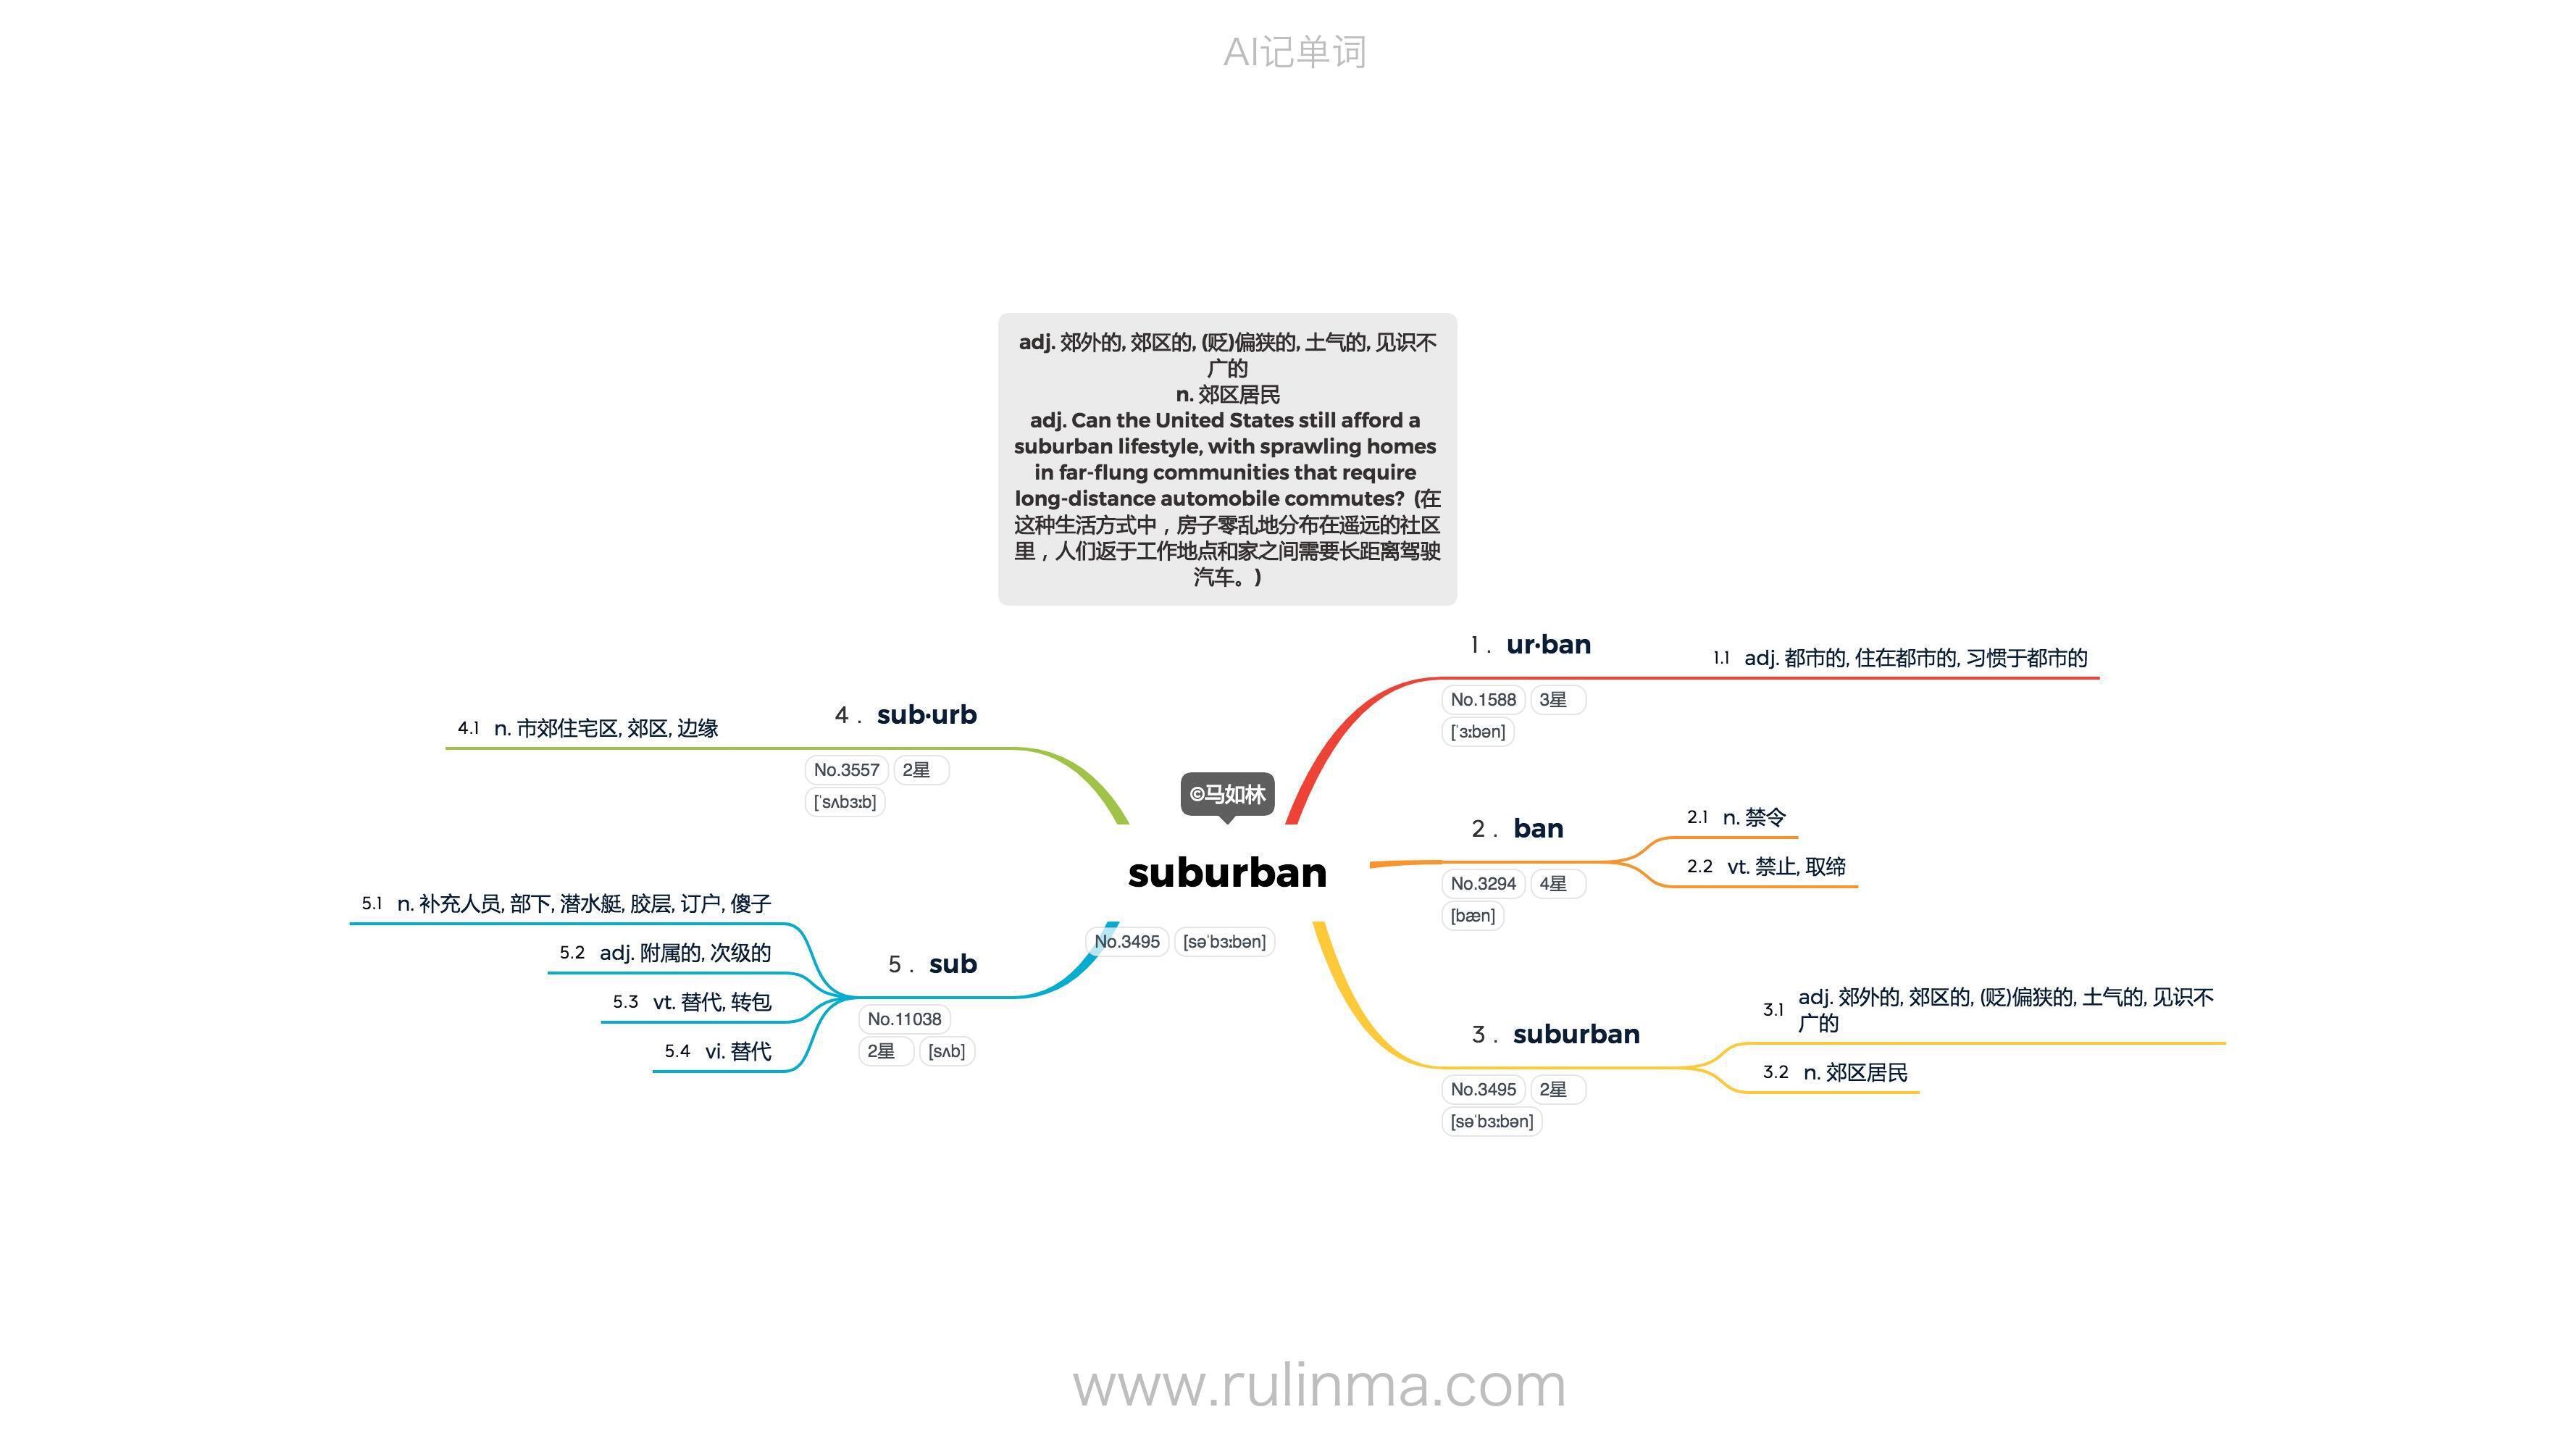 AI记单词
adj. 郊外的, 郊区的, (贬)偏狭的, 土气的, 见识不
广的
n. 郊区居民
adj. Can the United States still afford a
suburban lifestyle, with sprawling homes
in far-flung communities that require
long-distance automobile commutes? (在
这种生活方式中，房子零乱地分布在遥远的社区
里，人们返于工作地点和家之间需要长距离驾驶
汽车。)
©马如林
suburban
No.3495 [səˈbɜːbən]
1. ur·ban
No.1588 3星
[ˈɜːbən]
1.1 adj. 都市的, 住在都市的, 习惯于都市的
2. ban
No.3294 4星
[bæn]
2.1 n. 禁令
2.2 vt. 禁止, 取缔
3. suburban
No.3495 2星
[səˈbɜːbən]
3.1 adj. 郊外的, 郊区的, (贬)偏狭的, 土气的, 见识不
广的
3.2 n. 郊区居民
4. sub·urb
No.3557 2星
[ˈsʌbɜːb]
4.1 n. 市郊住宅区, 郊区, 边缘
5. sub
No.11038
2星 [sʌb]
5.1 n. 补充人员, 部下, 潜水艇, 胶层, 订户, 傻子
5.2 adj. 附属的, 次级的
5.3 vt. 替代, 转包
5.4 vi. 替代
www.rulinma.com